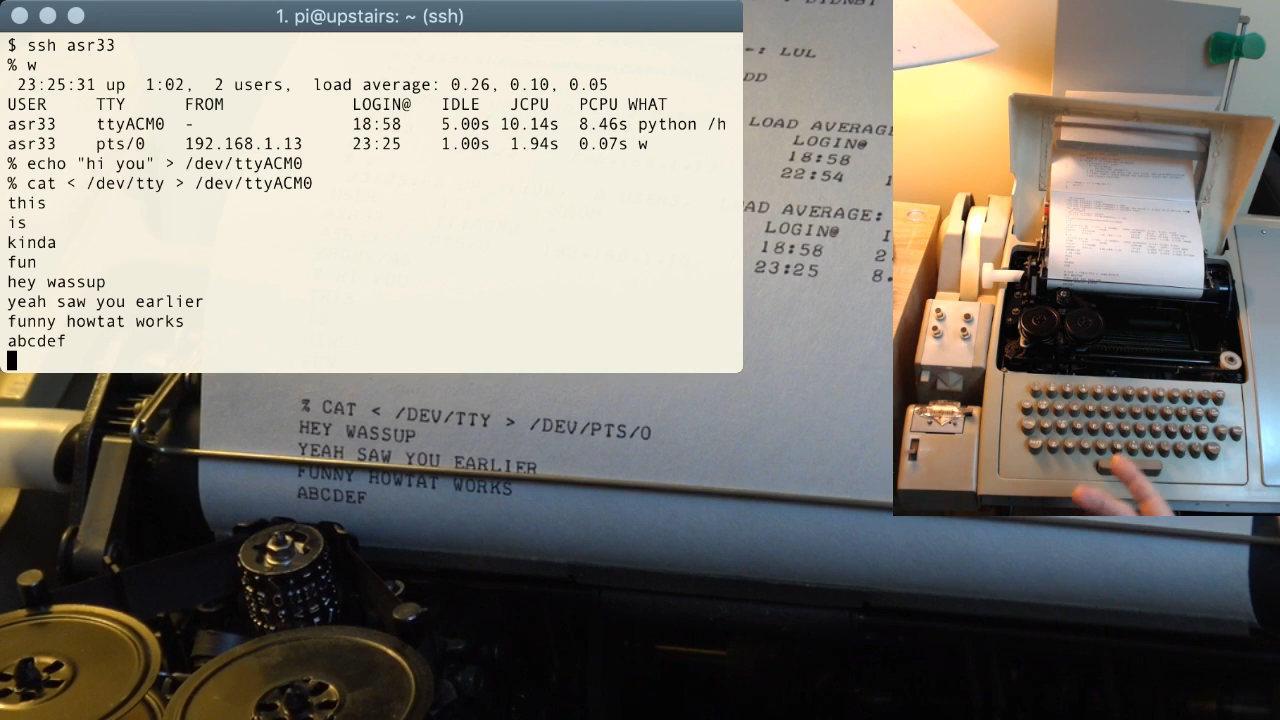 1. pi@upstairs: ~ (ssh)
$ ssh asr33
% w
 23:25:31 up  1:02,  2 users,  load average: 0.26, 0.10, 0.05
USER     TTY      FROM             LOGIN@   IDLE   JCPU   PCPU WHAT
asr33    ttyACM0  -                18:58    5.00s 10.14s  8.46s python /h
asr33    pts/0    192.168.1.13     23:25    1.00s  1.94s  0.07s w
% echo "hi you" > /dev/ttyACM0
% cat < /dev/tty > /dev/ttyACM0
this
is
kinda
fun
hey wassup
yeah saw you earlier
funny howtat works
abcdef
: LUL
DD
LOAD AVERAGE
LOGIN@
18:58
22:54
AD AVERAGE:
LOGIN@
18:58
23:25 8.
% CAT < /DEV/TTY > /DEV/PTS/0
HEY WASSUP
YEAH SAW YOU EARLIER
FUNNY HOWTAT WORKS
ABCDEF